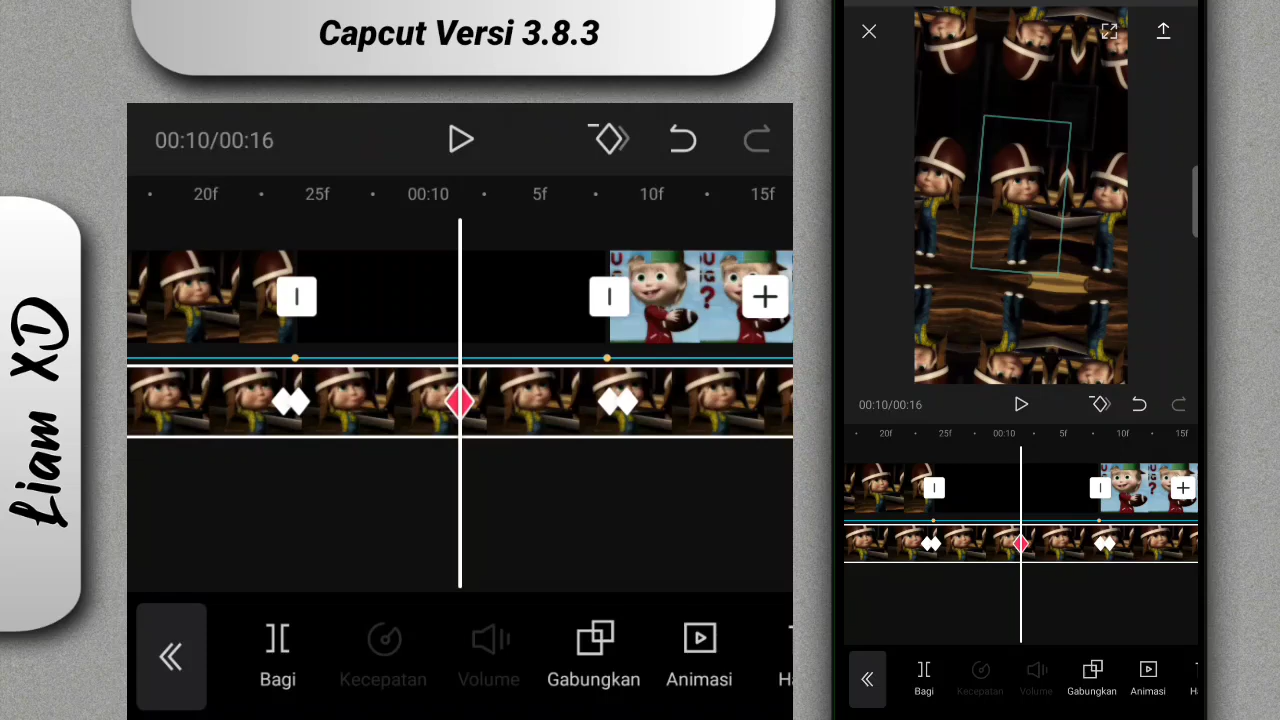 Capcut Versi 3.8.3
Liam XD
00:10/00:16
20f 25f 00:10 5f 10f 15f
Bagi Kecepatan Volume Gabungkan Animasi
00:10/00:16
20f 25f 00:10 5f 10f 15f
Bagi Kecepatan Volume Gabungkan Animasi